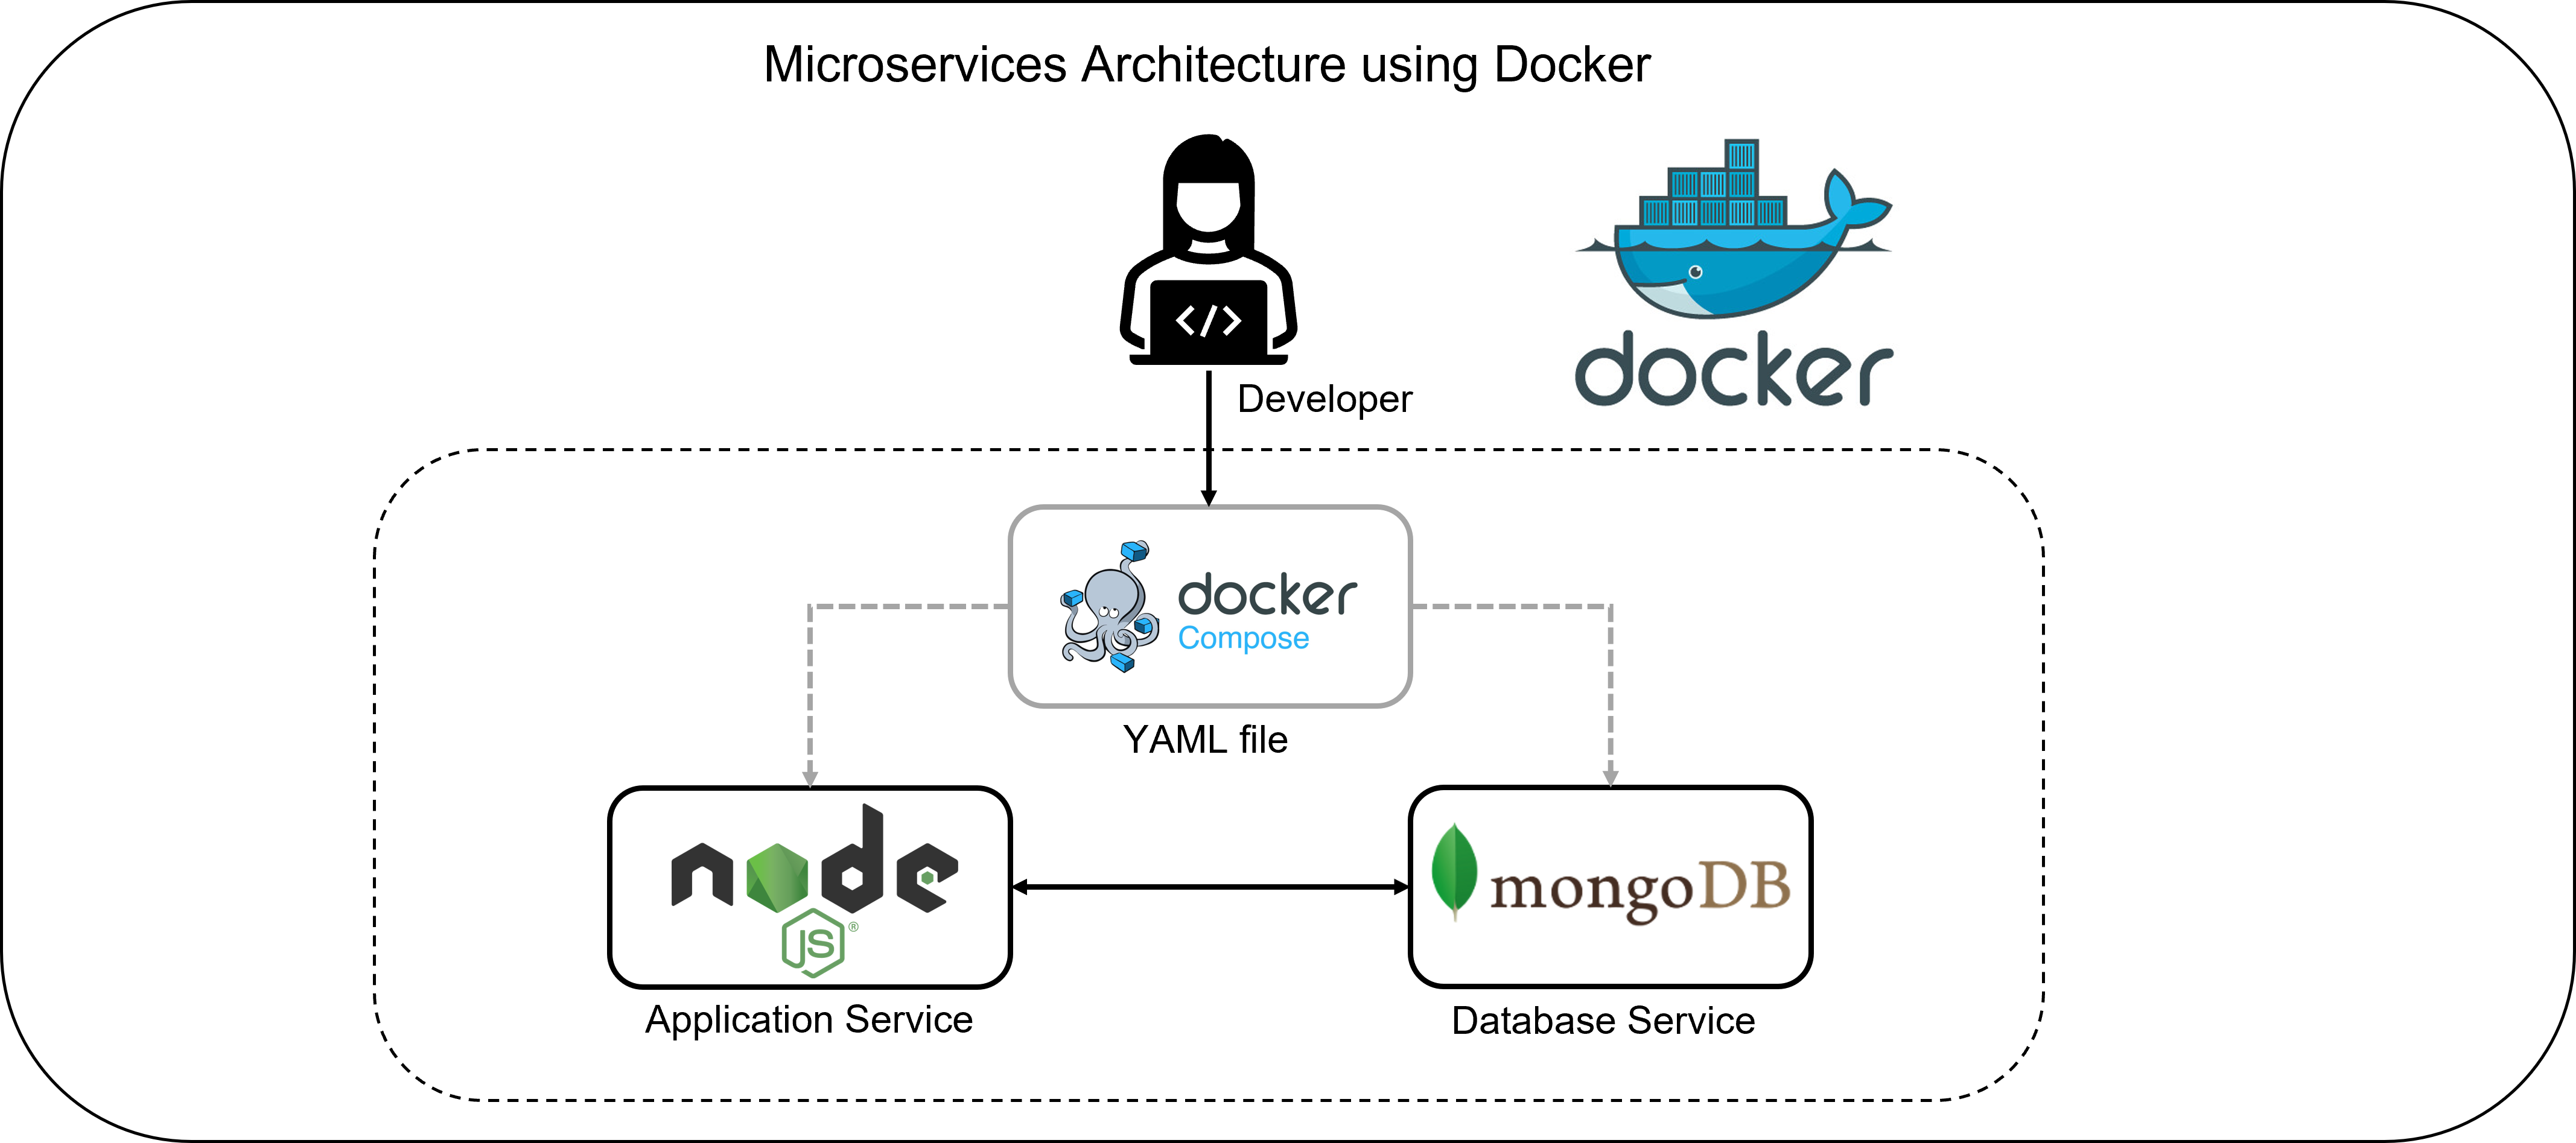 Microservices Architecture using Docker
</>
docker
Developer
docker
Compose
YAML file
node
JS®
mongoDB
Application Service
Database Service